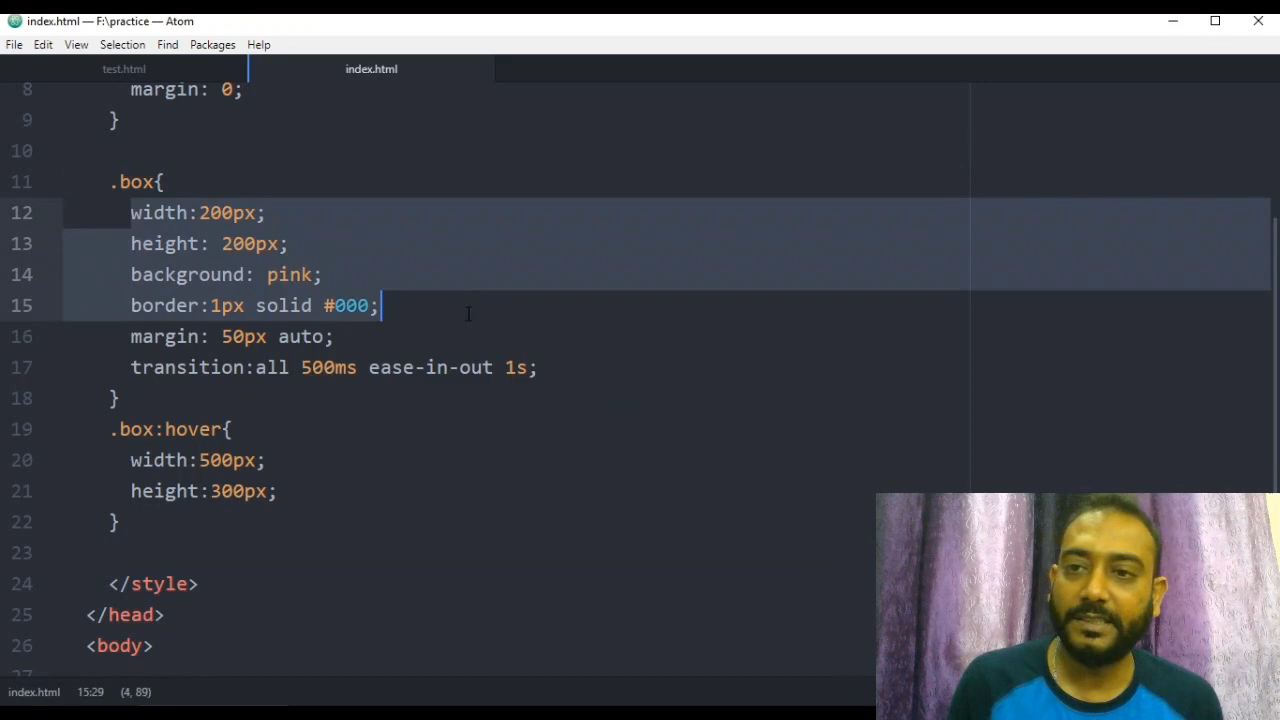 index.html — F:\practice — Atom
File Edit View Selection Find Packages Help
test.html index.html
8 margin: 0;
9 }
10
11 .box{
12 width:200px;
13 height: 200px;
14 background: pink;
15 border:1px solid #000;
16 margin: 50px auto;
17 transition:all 500ms ease-in-out 1s;
18 }
19 .box:hover{
20 width:500px;
21 height:300px;
22 }
23
24 </style>
25 </head>
26 <body>
index.html 15:29 (4, 89)